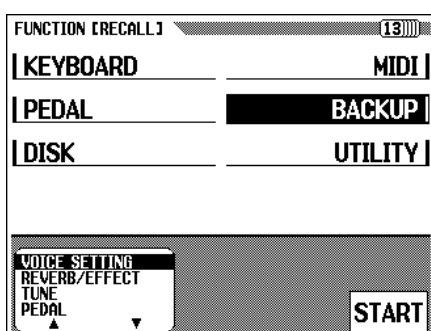 FUNCTION [RECALL] 13
KEYBOARD MIDI
PEDAL BACKUP
DISK UTILITY
VOICE SETTING
REVERB/EFFECT
TUNE
PEDAL
START